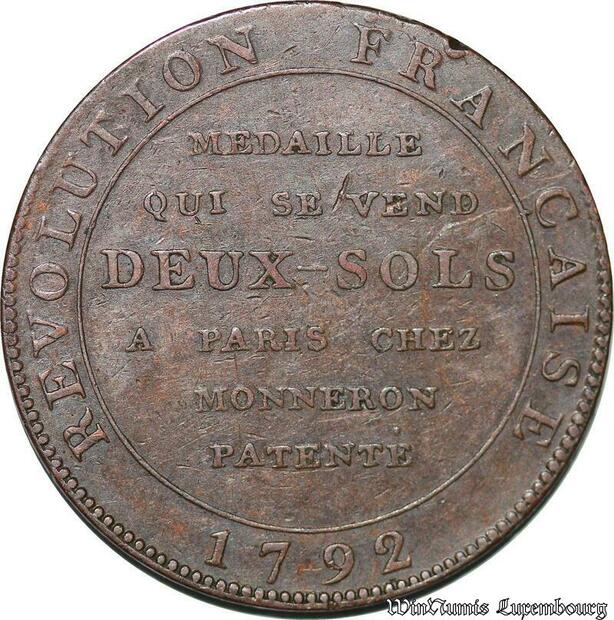 REVOLUTION FRANCAISE
MEDAILLE
QUI SE VEND
DEUX-SOLS
A PARIS CHEZ
MONNERON
PATENTE
1792
WinNumis Luxembourg